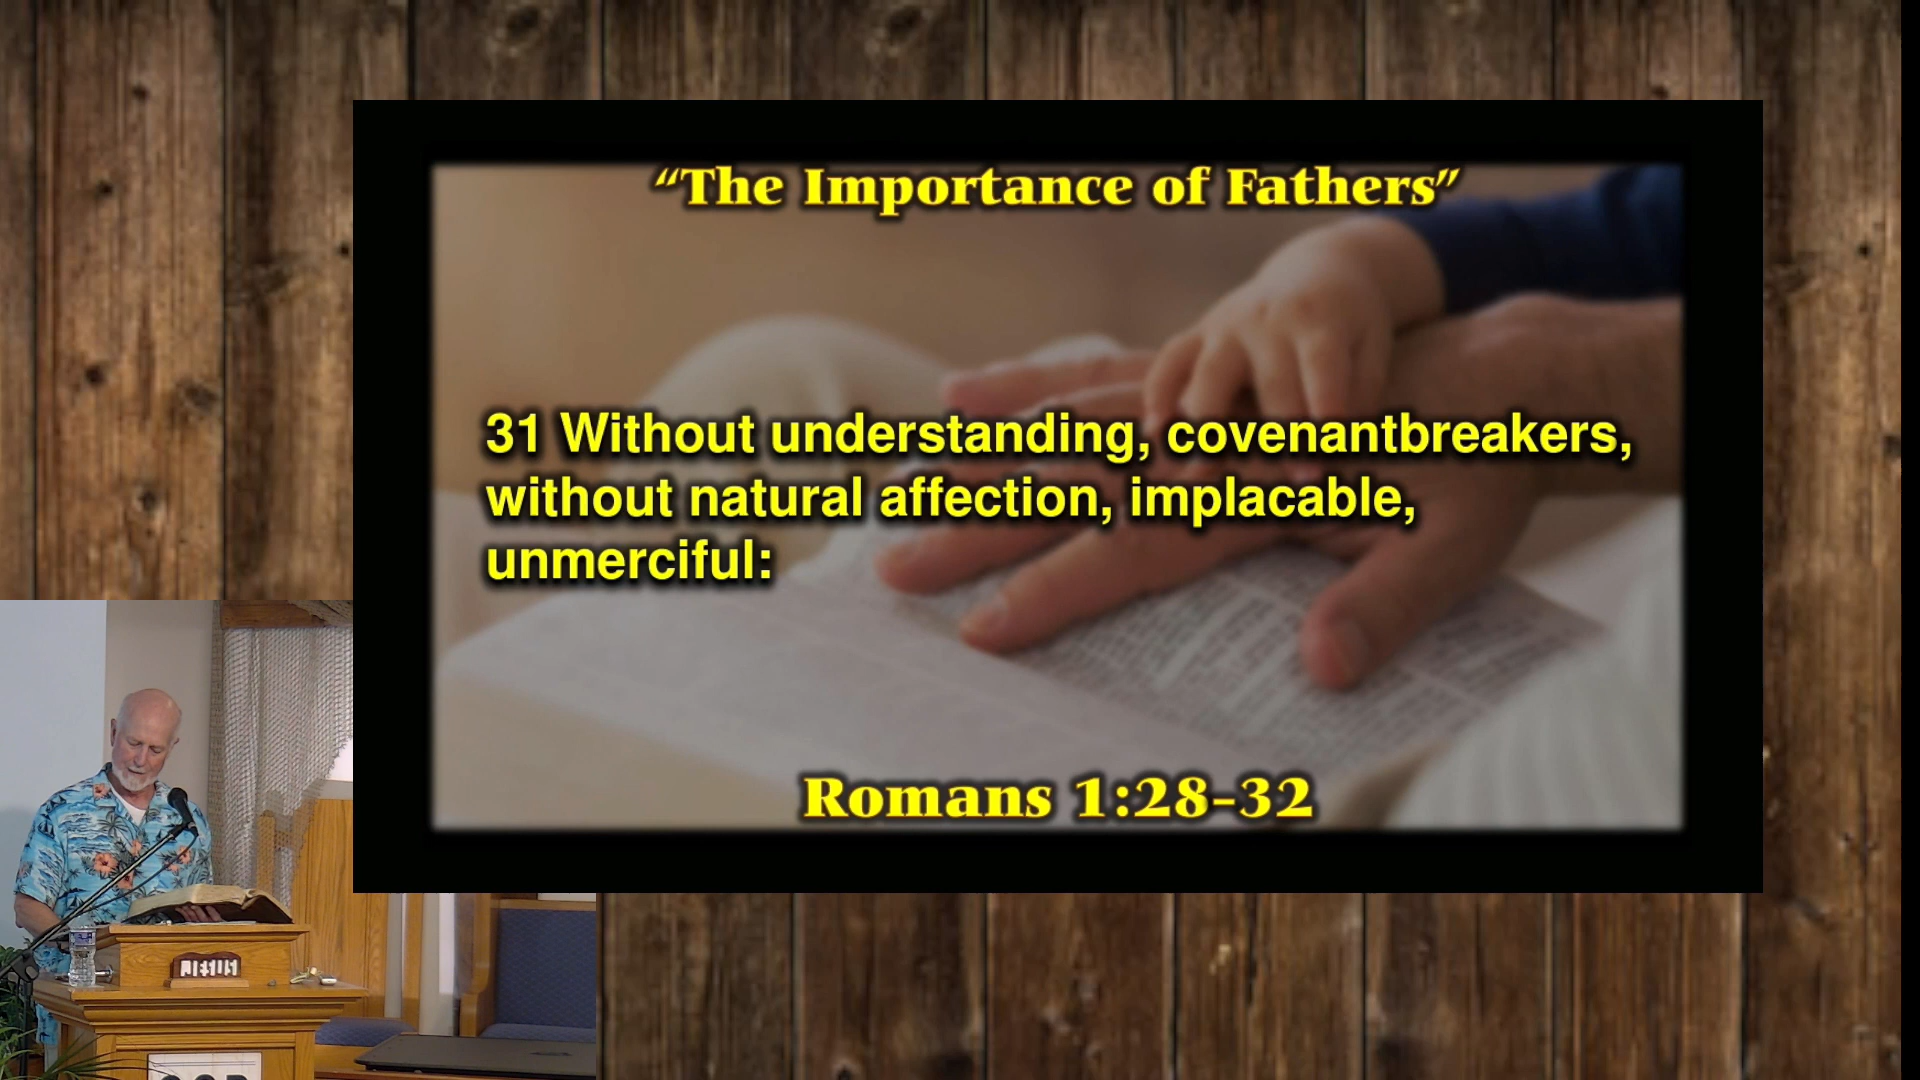 “The Importance of Fathers”
31 Without understanding, covenantbreakers,
without natural affection, implacable,
unmerciful:
Romans 1:28-32
JESUS